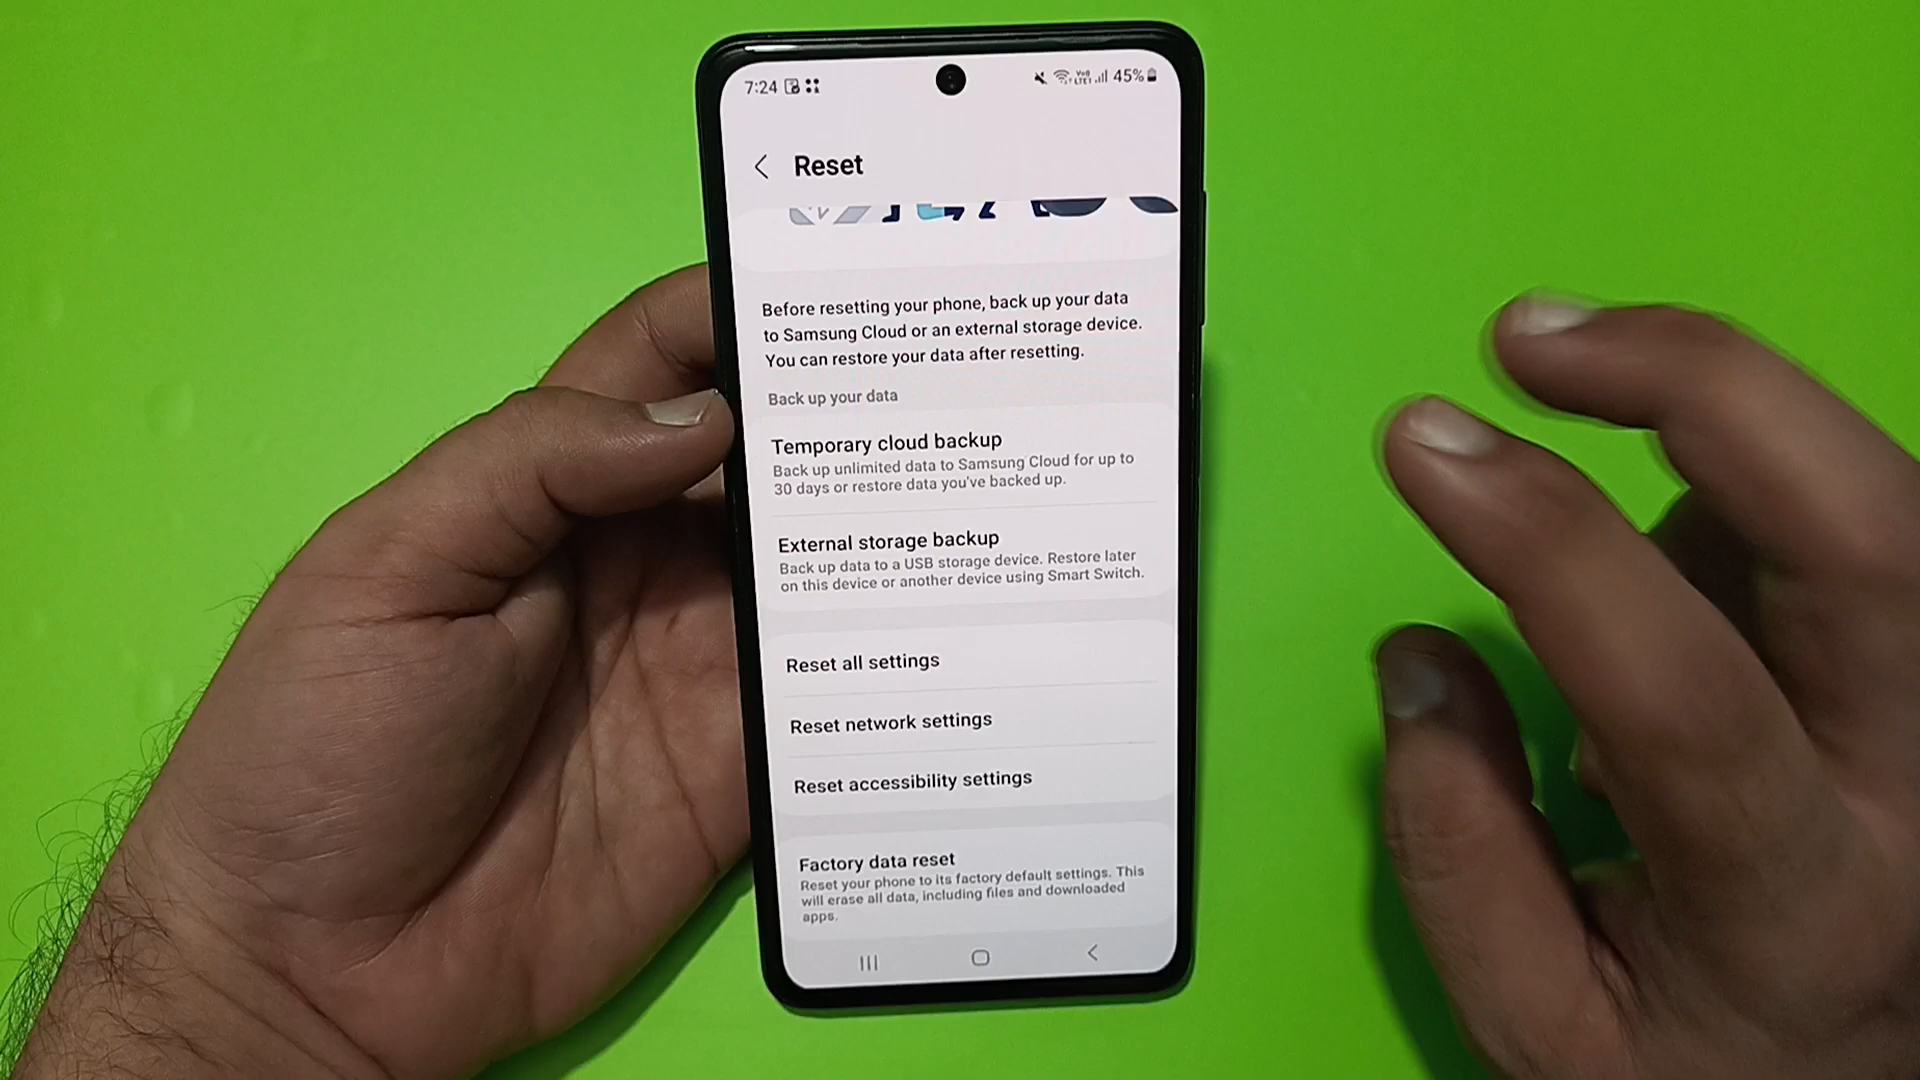 7:24
45%
Reset
Before resetting your phone, back up your data
to Samsung Cloud or an external storage device.
You can restore your data after resetting.
Back up your data
Temporary cloud backup
Back up unlimited data to Samsung Cloud for up to
30 days or restore data you've backed up.
External storage backup
Back up data to a USB storage device. Restore later
on this device or another device using Smart Switch.
Reset all settings
Reset network settings
Reset accessibility settings
Factory data reset
Reset your phone to its factory default settings. This
will erase all data, including files and downloaded
apps.